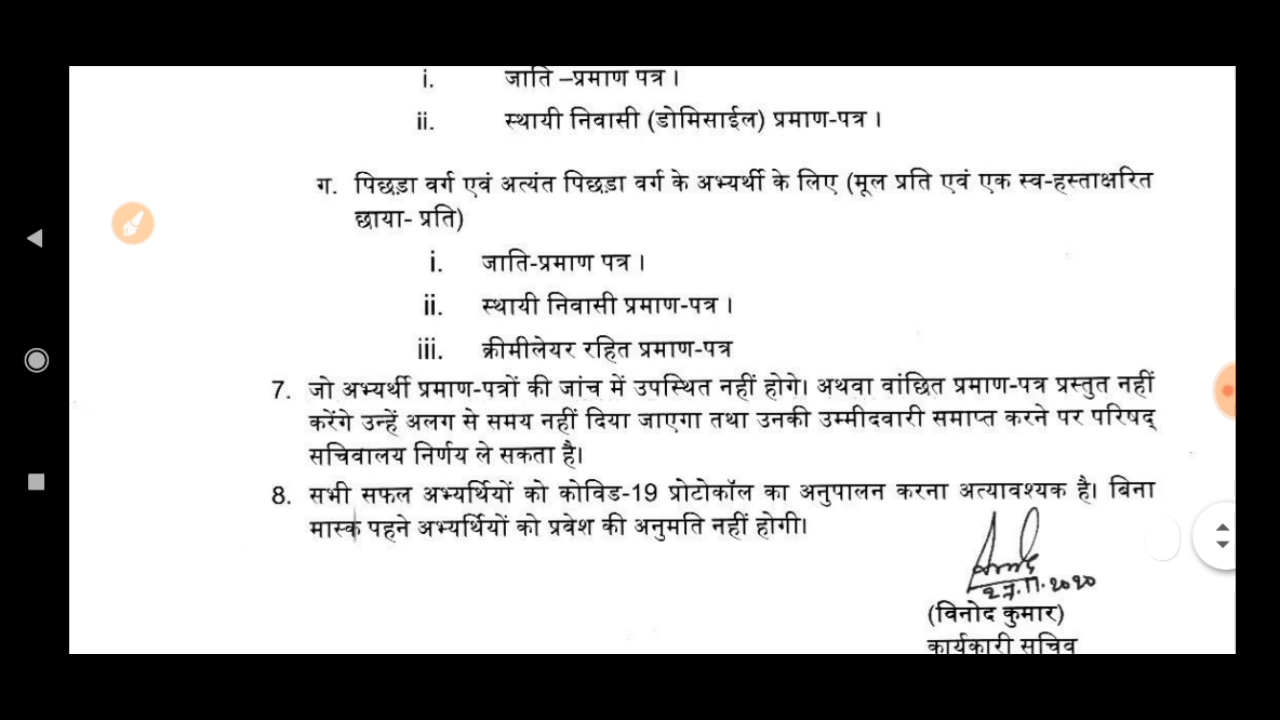 i. जाति –प्रमाण पत्र।
ii. स्थायी निवासी (डोमिसाईल) प्रमाण-पत्र।
ग. पिछड़ा वर्ग एवं अत्यंत पिछड़ा वर्ग के अभ्यर्थी के लिए (मूल प्रति एवं एक स्व-हस्ताक्षरित
छाया- प्रति)
i. जाति-प्रमाण पत्र।
ii. स्थायी निवासी प्रमाण-पत्र।
iii. क्रीमीलेयर रहित प्रमाण-पत्र
7. जो अभ्यर्थी प्रमाण-पत्रों की जांच में उपस्थित नहीं होगे। अथवा वांछित प्रमाण-पत्र प्रस्तुत नहीं
करेंगे उन्हें अलग से समय नहीं दिया जाएगा तथा उनकी उम्मीदवारी समाप्त करने पर परिषद्
सचिवालय निर्णय ले सकता है।
8. सभी सफल अभ्यर्थियों को कोविड-19 प्रोटोकॉल का अनुपालन करना अत्यावश्यक है। बिना
मास्क पहने अभ्यर्थियों को प्रवेश की अनुमति नहीं होगी।
27.11.2020
(विनोद कुमार)
कार्यकारी सचिव